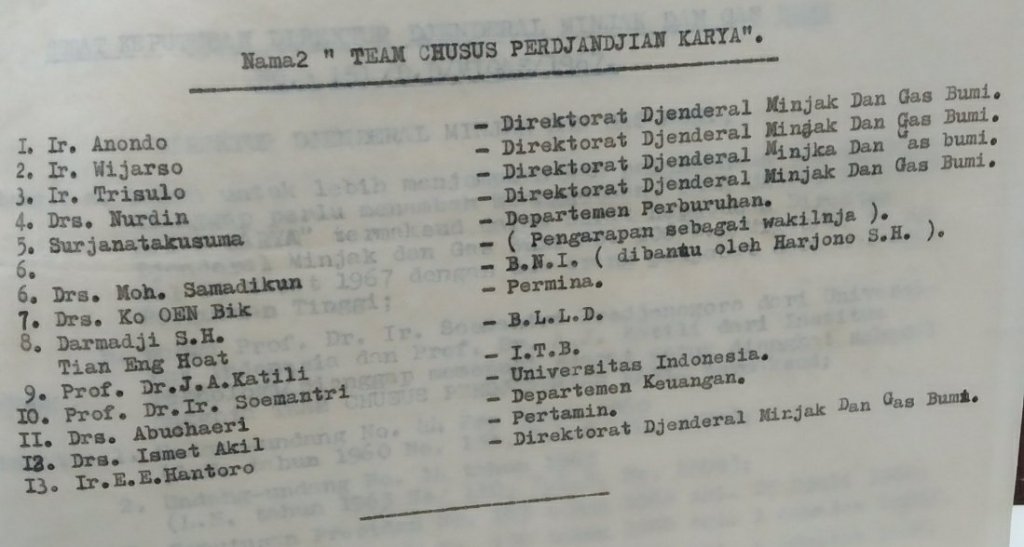 Nama2 " TEAM CHUSUS PERDJANDJIAN KARYA".
I. Ir. Anondo - Direktorat Djenderal Minjak Dan Gas Bumi.
2. Ir. Wijarso - Direktorat Djenderal Minjak Dan Gas Bumi.
3. Ir. Trisulo - Direktorat Djenderal Minjka Dan Gas bumi.
4. Drs. Nurdin - Direktorat Djenderal Minjak Dan Gas Bumi.
5. Surjanatakusuma - Departemen Perburuhan.
6. - ( Pengarapan sebagai wakilnja ).
6. Drs. Moh. Samadikun - B.N.I. ( dibantu oleh Harjono S.H. ).
7. Drs. Ko OEN Bik - Permina.
8. Darmadji S.H. - B.L.L.D.
Tian Eng Hoat
9. Prof. Dr.J.A.Katili - I.T.B.
IO. Prof. Dr.Ir. Soemantri - Universitas Indonesia.
II. Drs. Abuchaeri - Departemen Keuangan.
I2. Drs. Ismet Akil - Pertamin.
I3. Ir.E.E.Hantoro - Direktorat Djenderal Minjak Dan Gas Bumi.